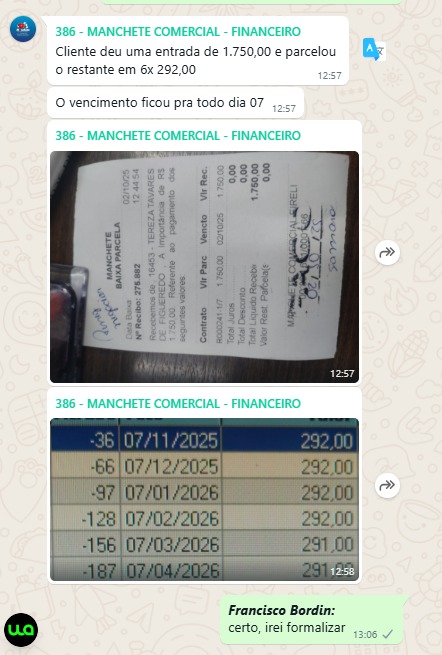 386 - MANCHETE COMERCIAL - FINANCEIRO
Cliente deu uma entrada de 1.750,00 e parcelou
o restante em 6x 292,00
12:57
O vencimento ficou pra todo dia 07
12:57
386 - MANCHETE COMERCIAL - FINANCEIRO
MANCHETE
BAIXA PARCELA
Data Baixa 02/10/25
Nº Recibo: 275.882 12:44:54
Recebemos de 16453 - TEREZA TAVARES
DE FIGUEREDO A Importância de R$
1.750,00 Referente ao pagamento dos
seguintes valores:
Contrato Vlr Parc Vencto Vlr Rec.
R000241-1/7 1.750,00 02/10/25 1.750,00
Total Juros 0,00
Total Desconto 0,00
Total Líquido Recebi 1.750,00
Valor Rest. Parcela(s 0,00
MANCHETE COMERCIAL EIRELI
02/10/25
12:57
386 - MANCHETE COMERCIAL - FINANCEIRO
-36 07/11/2025 292,00
-66 07/12/2025 292,00
-97 07/01/2026 292,00
-128 07/02/2026 292,00
-156 07/03/2026 291,00
-187 07/04/2026 291,00
12:58
Francisco Bordin:
certo, irei formalizar
13:06